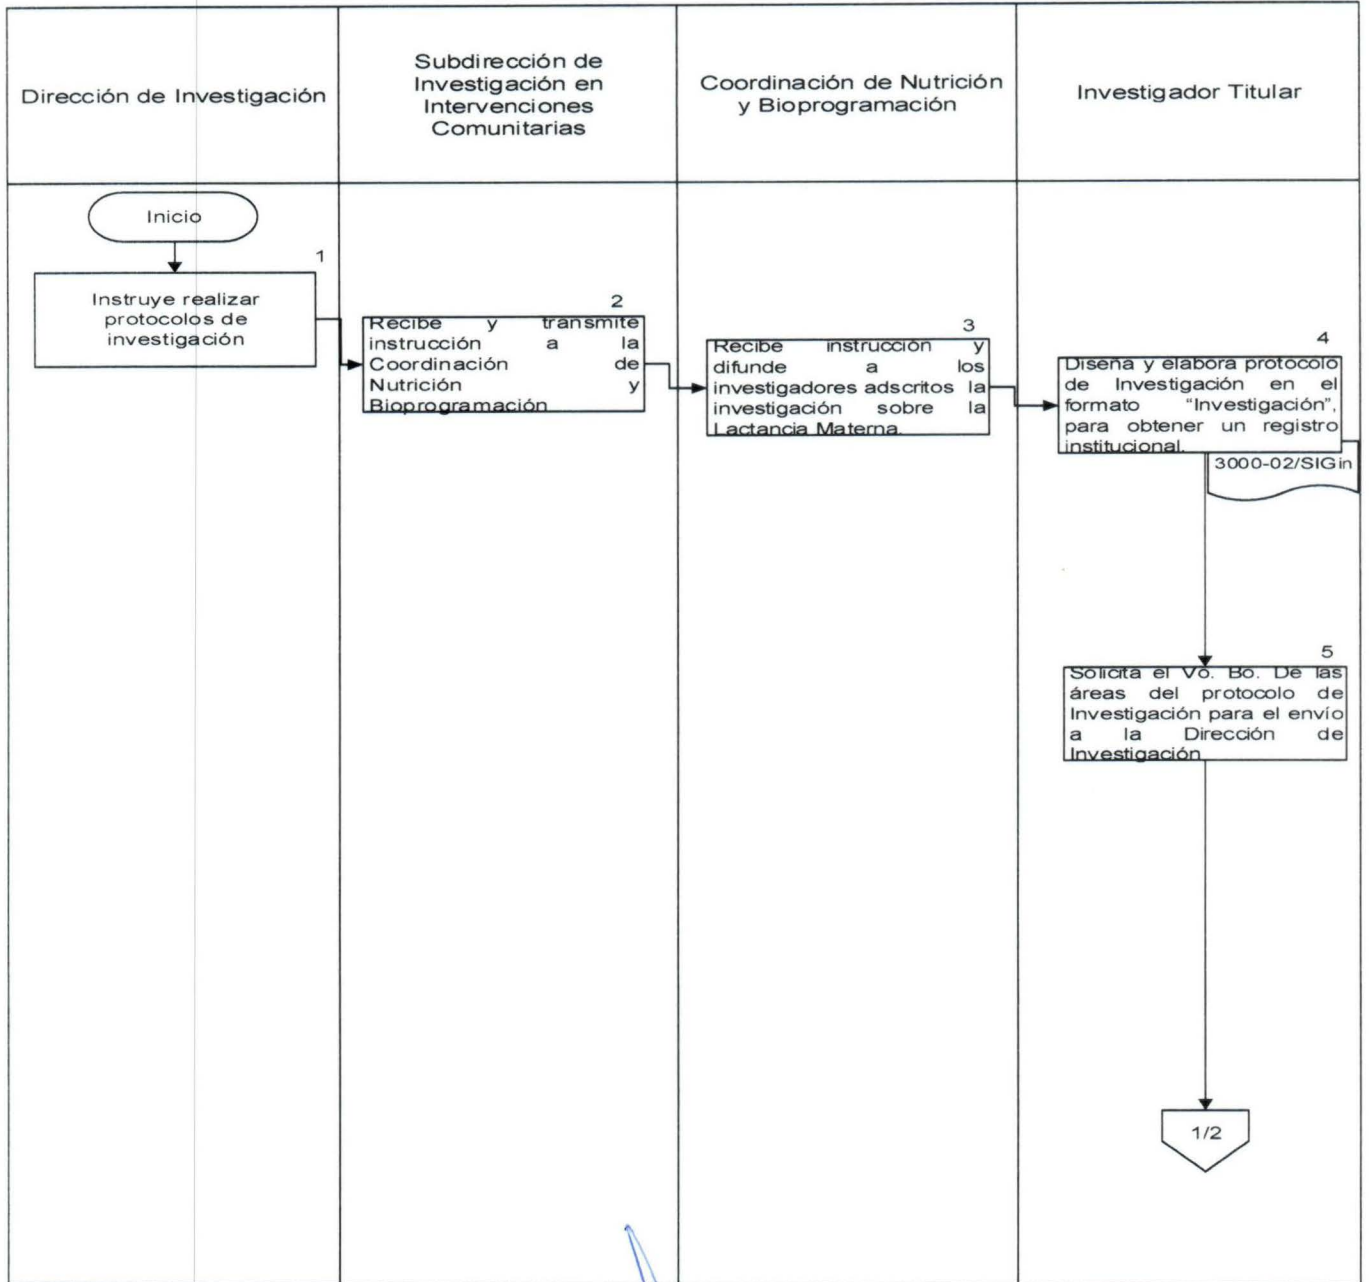 Dirección de Investigación
Subdirección de
Investigación en
Intervenciones
Comunitarias
Coordinación de Nutrición
y Bioprogramación
Investigador Titular
Inicio
1
Instruye realizar
protocolos de
investigación
2
Recibe y transmite
instrucción a la
Coordinación de
Nutrición y
Bioprogramación
3
Recibe instrucción y
difunde a los
investigadores adscritos la
investigación sobre la
Lactancia Materna.
4
Diseña y elabora protocolo
de Investigación en el
formato “Investigación”,
para obtener un registro
institucional.
3000-02/SIGin
5
Solicita el Vo. Bo. De las
áreas del protocolo de
Investigación para el envío
a la Dirección de
Investigación
1/2